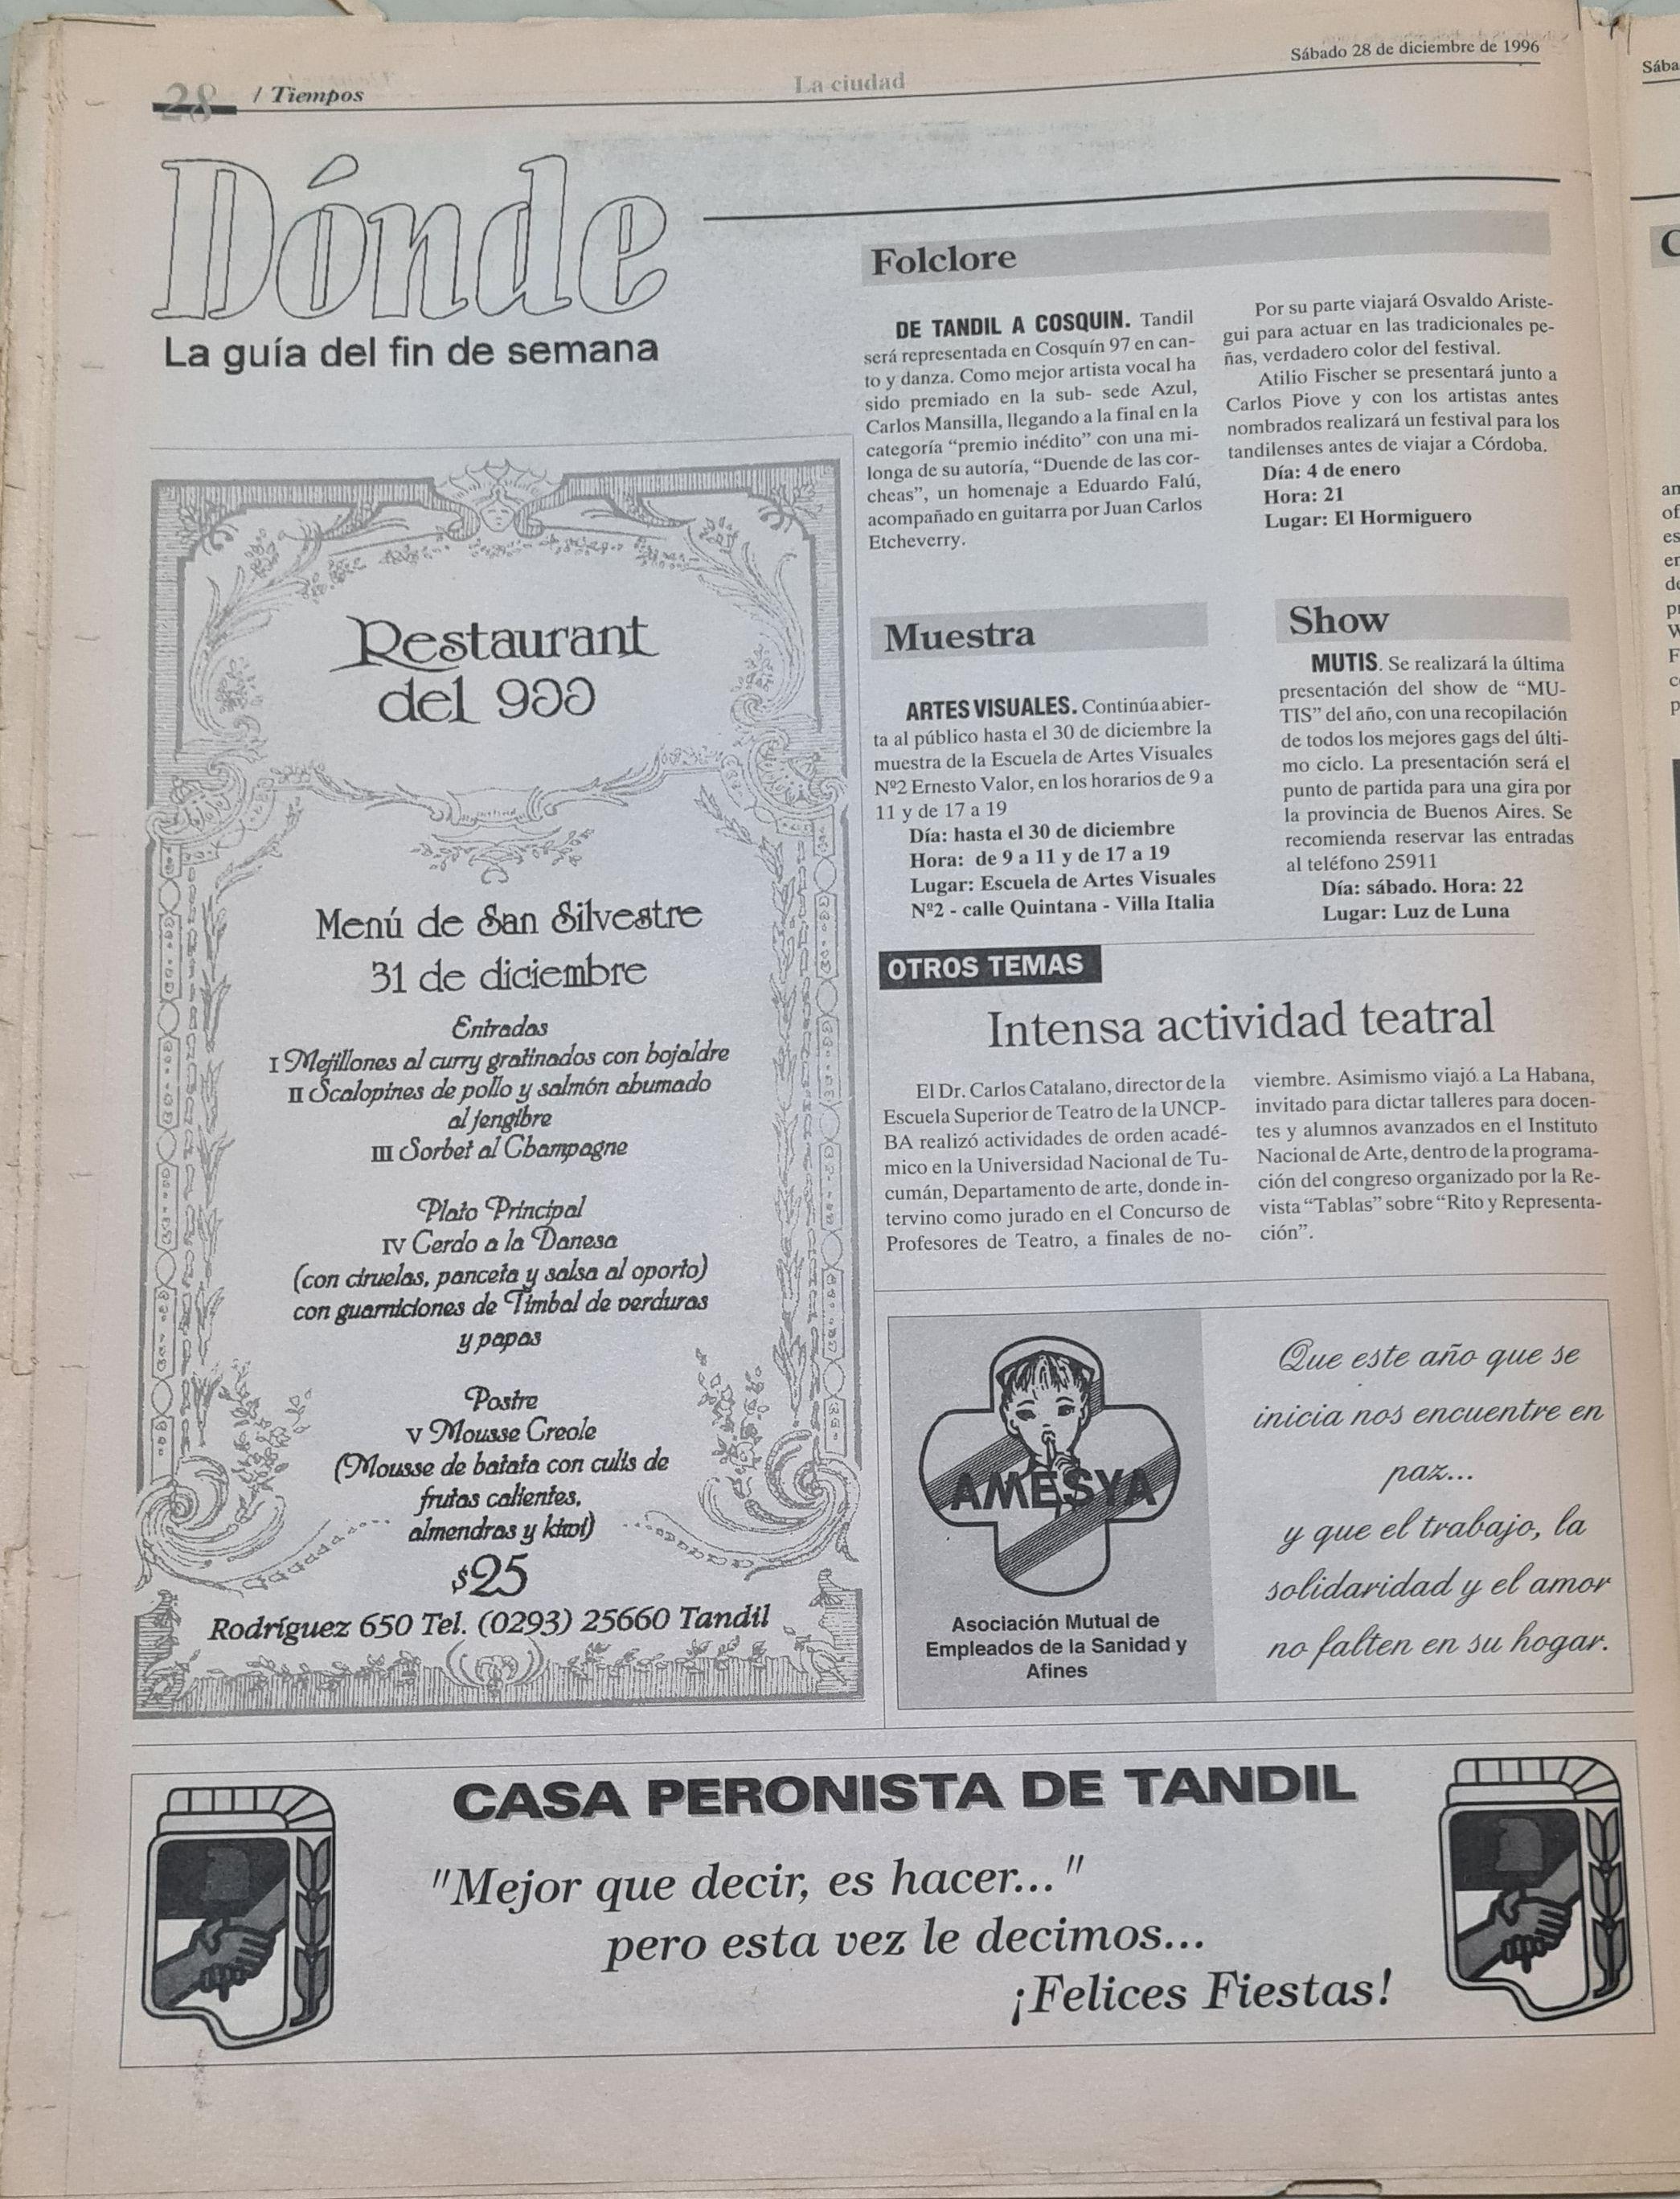 28 / Tiempos
La ciudad
Sábado 28 de diciembre de 1996
Dónde
La guía del fin de semana
Restaurant
del 900
Menú de San Silvestre
31 de diciembre
Entradas
I Mejillones al curry gratinados con hojaldre
II Scalopines de pollo y salmón ahumado
al jengibre
III Sorbet al Champagne
Plato Principal
IV Cerdo a la Danesa
(con ciruelas, panceta y salsa al oporto)
con guarniciones de Timbal de verduras
y papas
Postre
V Mousse Creole
(Mousse de batata con culis de
frutas calientes,
almendras y kiwi)
$25
Rodríguez 650 Tel. (0293) 25660 Tandil
Folclore
DE TANDIL A COSQUIN. Tandil
será representada en Cosquín 97 en can-
to y danza. Como mejor artista vocal ha
sido premiado en la sub- sede Azul,
Carlos Mansilla, llegando a la final en la
categoría “premio inédito” con una mi-
longa de su autoría, “Duende de las cor-
cheas”, un homenaje a Eduardo Falú,
acompañado en guitarra por Juan Carlos
Etcheverry.
Por su parte viajará Osvaldo Ariste-
gui para actuar en las tradicionales pe-
ñas, verdadero color del festival.
Atilio Fischer se presentará junto a
Carlos Piove y con los artistas antes
nombrados realizará un festival para los
tandilenses antes de viajar a Córdoba.
Día: 4 de enero
Hora: 21
Lugar: El Hormiguero
Muestra
ARTES VISUALES. Continúa abier-
ta al público hasta el 30 de diciembre la
muestra de la Escuela de Artes Visuales
Nº2 Ernesto Valor, en los horarios de 9 a
11 y de 17 a 19
Día: hasta el 30 de diciembre
Hora: de 9 a 11 y de 17 a 19
Lugar: Escuela de Artes Visuales
Nº2 - calle Quintana - Villa Italia
Show
MUTIS. Se realizará la última
presentación del show de “MU-
TIS” del año, con una recopilación
de todos los mejores gags del últi-
mo ciclo. La presentación será el
punto de partida para una gira por
la provincia de Buenos Aires. Se
recomienda reservar las entradas
al teléfono 25911
Día: sábado. Hora: 22
Lugar: Luz de Luna
OTROS TEMAS
Intensa actividad teatral
El Dr. Carlos Catalano, director de la
Escuela Superior de Teatro de la UNCP-
BA realizó actividades de orden acadé-
mico en la Universidad Nacional de Tu-
cumán, Departamento de arte, donde in-
tervino como jurado en el Concurso de
Profesores de Teatro, a finales de no-
viembre. Asimismo viajó a La Habana,
invitado para dictar talleres para docen-
tes y alumnos avanzados en el Instituto
Nacional de Arte, dentro de la programa-
ción del congreso organizado por la Re-
vista “Tablas” sobre “Rito y Representa-
ción”.
AMESYA
Asociación Mutual de
Empleados de la Sanidad y
Afines
Que este año que se
inicia nos encuentre en
paz...
y que el trabajo, la
solidaridad y el amor
no falten en su hogar.
CASA PERONISTA DE TANDIL
"Mejor que decir, es hacer..."
pero esta vez le decimos...
¡Felices Fiestas!